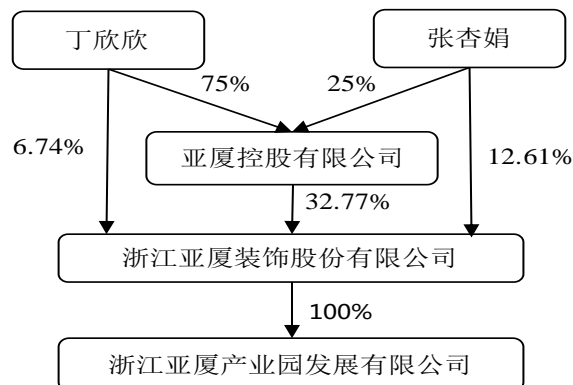 丁欣欣
张杏娟
75%
25%
6.74%
亚厦控股有限公司
12.61%
32.77%
浙江亚厦装饰股份有限公司
100%
浙江亚厦产业园发展有限公司